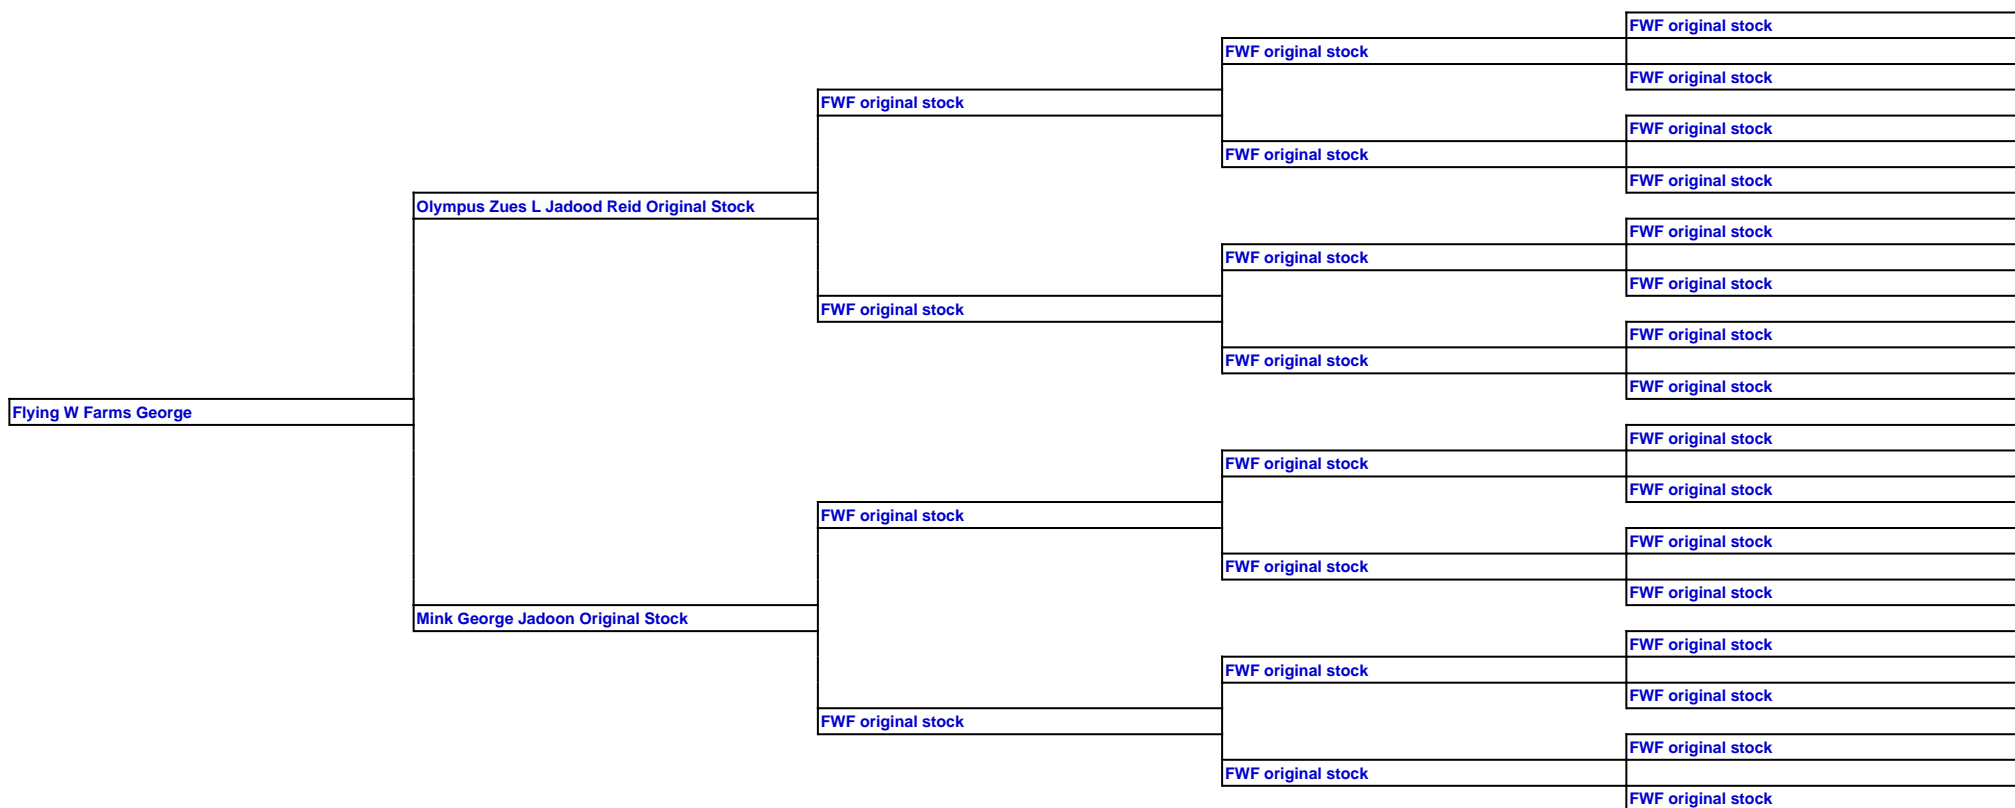 FWF original stock
FWF original stock
FWF original stock
FWF original stock
FWF original stock
FWF original stock
FWF original stock
Olympus Zues L Jadood Reid Original Stock
FWF original stock
FWF original stock
FWF original stock
FWF original stock
FWF original stock
FWF original stock
FWF original stock
Flying W Farms George
FWF original stock
FWF original stock
FWF original stock
FWF original stock
FWF original stock
FWF original stock
FWF original stock
Mink George Jadoon Original Stock
FWF original stock
FWF original stock
FWF original stock
FWF original stock
FWF original stock
FWF original stock
FWF original stock